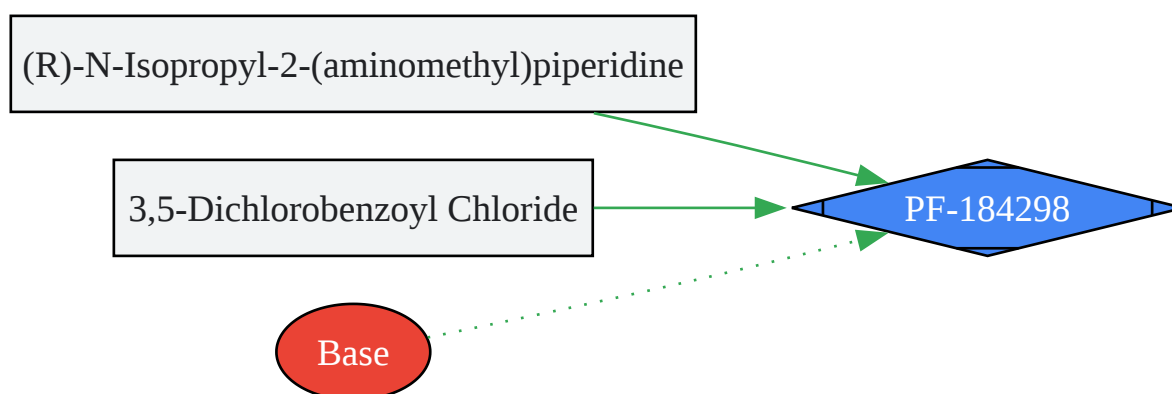 (R)-N-Isopropyl-2-(aminomethyl)piperidine
3,5-Dichlorobenzoyl Chloride
PF-184298
Base